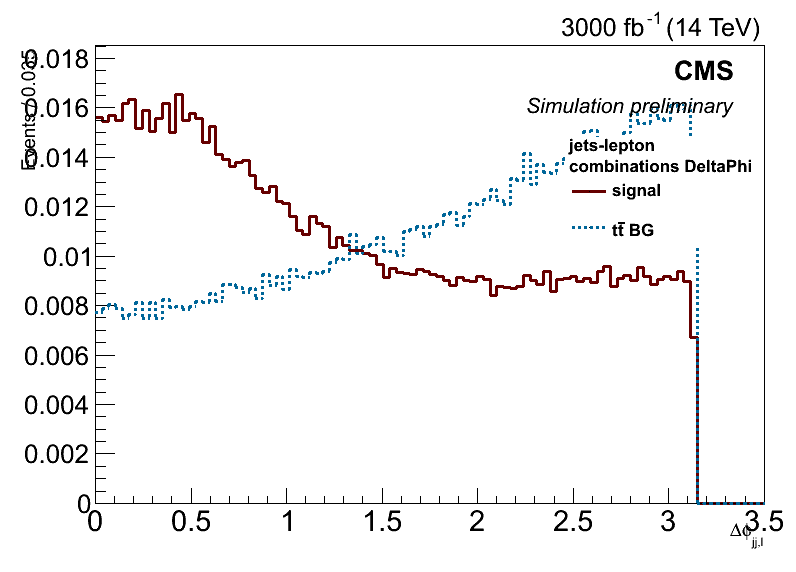 3000 fb-1 (14 TeV)
CMS
Simulation preliminary
jets-lepton
combinations DeltaPhi
signal
tt̄ BG
Events / 0.035
0.018
0.016
0.014
0.012
0.01
0.008
0.006
0.004
0.002
0
0 0.5 1 1.5 2 2.5 3 3.5
Δϕjj,l